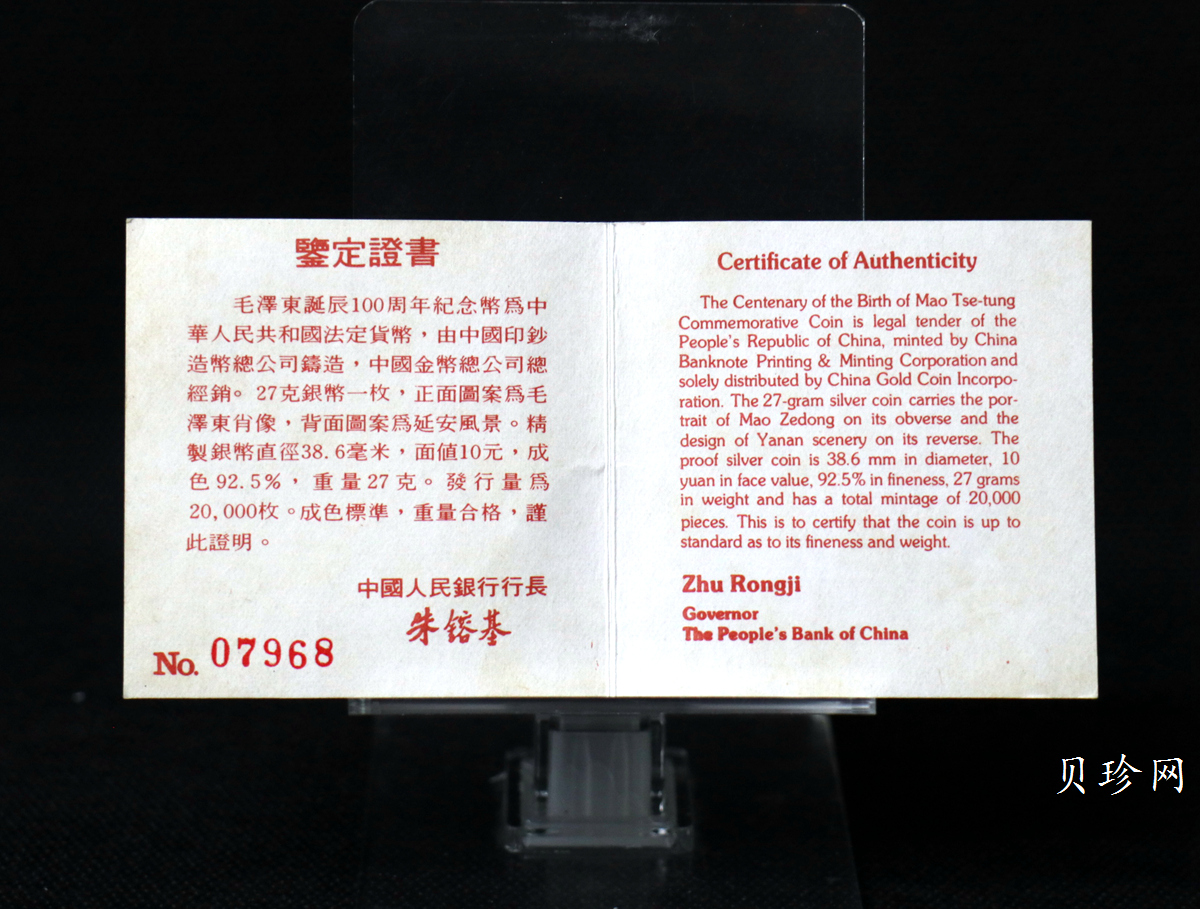 鑒定證書
毛澤東誕辰100周年紀念幣爲中
華人民共和國法定貨幣，由中國印鈔
造幣總公司鑄造，中國金幣總公司總
經銷。27克銀幣一枚，正面圖案爲毛
澤東肖像，背面圖案爲延安風景。精
製銀幣直徑38.6毫米，面值10元，成
色92.5%，重量27克。發行量爲
20,000枚。成色標準，重量合格，謹
此證明。
中國人民銀行行長
朱鎔基
No. 07968
Certificate of Authenticity
The Centenary of the Birth of Mao Tse-tung
Commemorative Coin is legal tender of the
People's Republic of China, minted by China
Banknote Printing & Minting Corporation and
solely distributed by China Gold Coin Incorpo-
ration. The 27-gram silver coin carries the por-
trait of Mao Zedong on its obverse and the
design of Yanan scenery on its reverse. The
proof silver coin is 38.6 mm in diameter, 10
yuan in face value, 92.5% in fineness, 27 grams
in weight and has a total mintage of 20,000
pieces. This is to certify that the coin is up to
standard as to its fineness and weight.
Zhu Rongji
Governor
The People's Bank of China
贝珍网